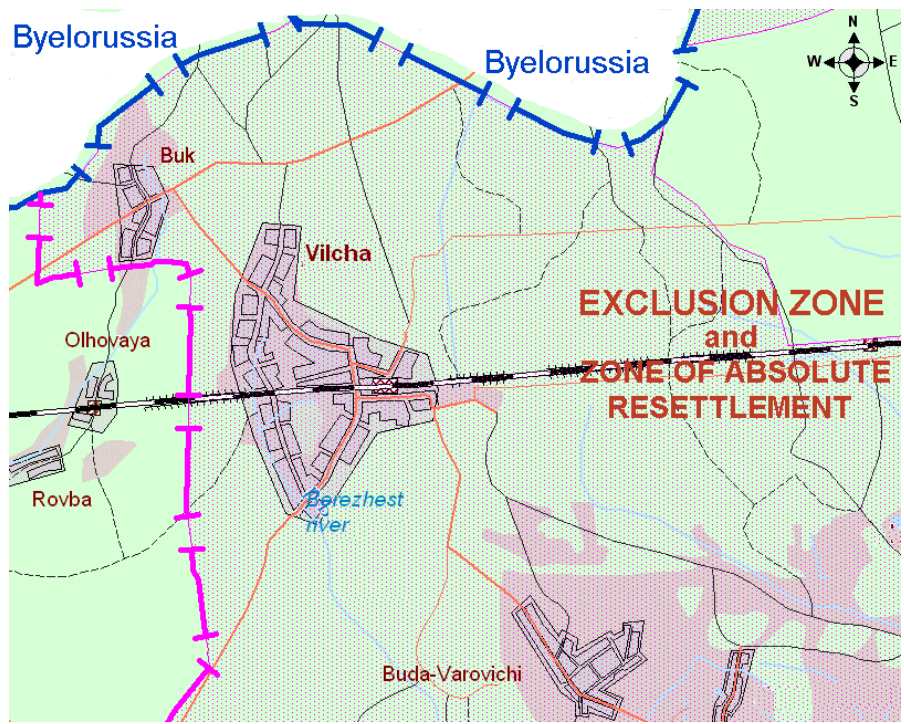 Byelorussia
Byelorussia
N
W
E
S
Buk
Vilcha
EXCLUSION ZONE
and
ZONE OF ABSOLUTE
RESETTLEMENT
Olhovaya
Rovba
Berezhest
river
Buda-Varovichi